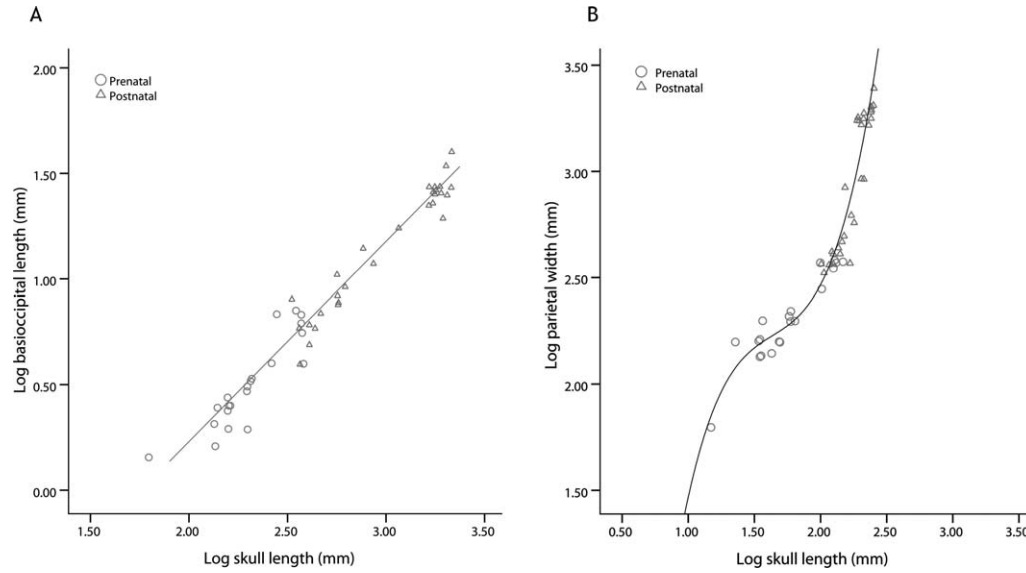 A
2.00
Prenatal
Postnatal
1.50
1.00
0.50
0.00
Log basioccipital length (mm)
1.50 2.00 2.50 3.00 3.50
Log skull length (mm)
B
3.50
Prenatal
Postnatal
3.00
2.50
2.00
1.50
Log parietal width (mm)
0.50 1.00 1.50 2.00 2.50 3.00 3.50
Log skull length (mm)